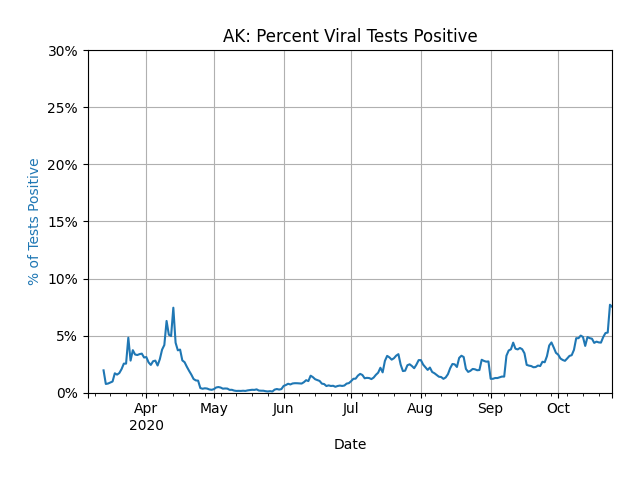 AK: Percent Viral Tests Positive
30%
25%
20%
15%
10%
5%
0%
% of Tests Positive
Apr
2020
May
Jun
Jul
Aug
Sep
Oct
Date